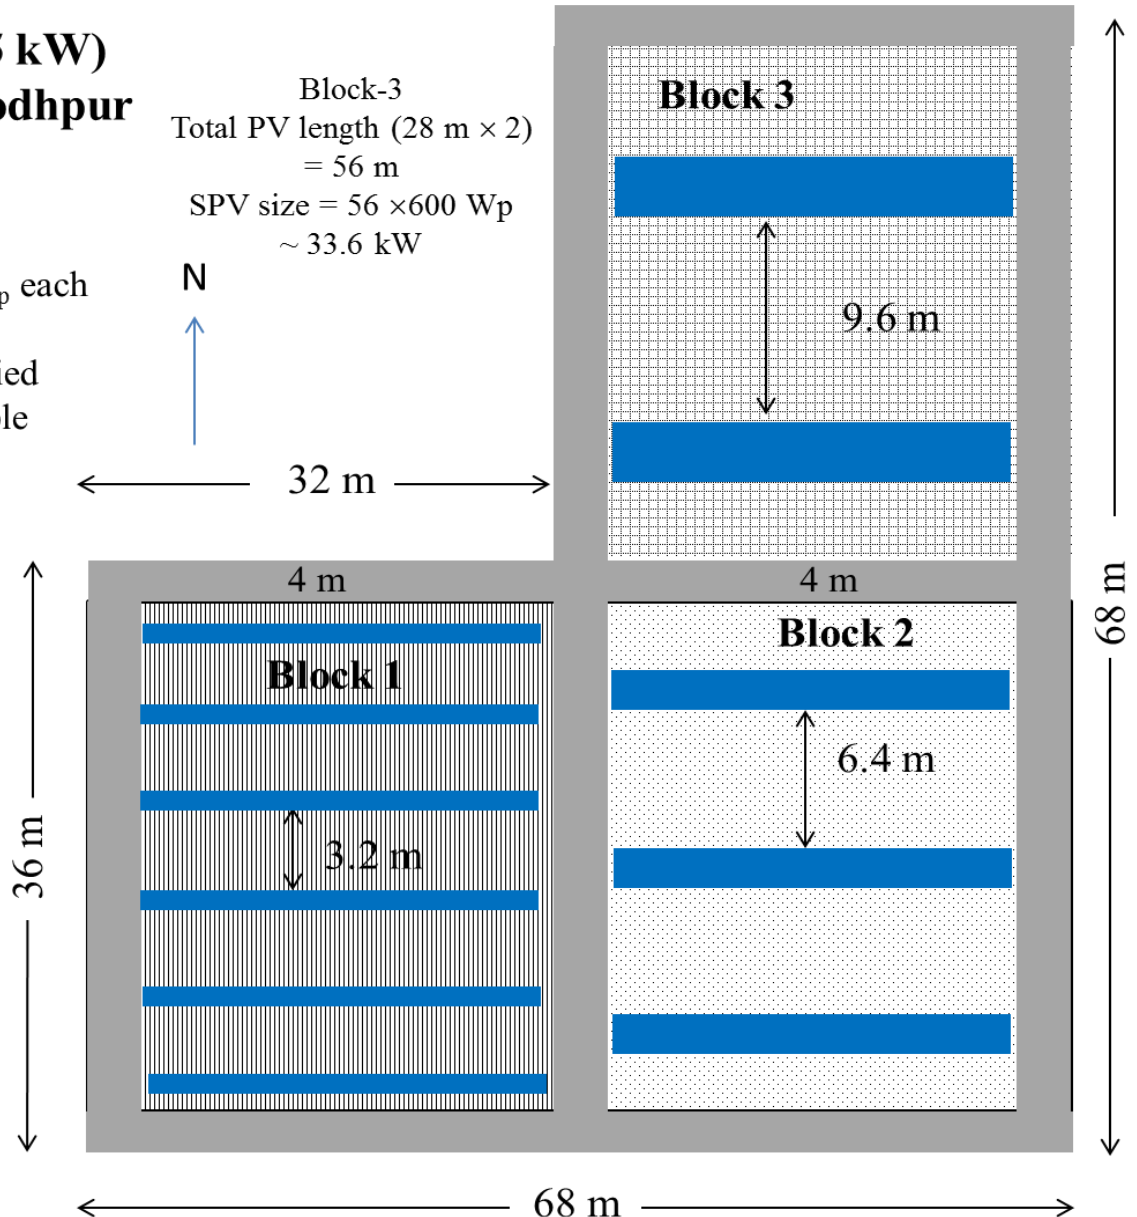 kW)
Block-3
Total PV length (28 m × 2)
= 56 m
SPV size = 56 ×600 Wp
~ 33.6 kW
N
p each
32 m
Block 3
9.6 m
4 m
4 m
Block 1
3.2 m
Block 2
6.4 m
36 m
68 m
68 m